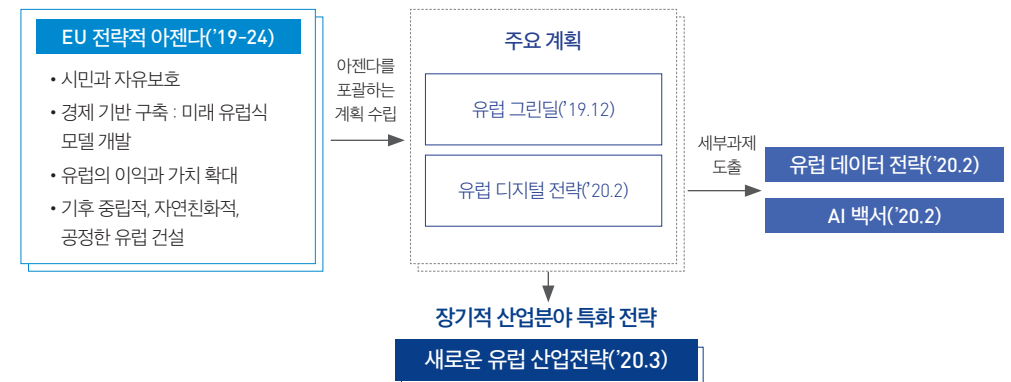 EU 전략적 아젠다('19-24)
• 시민과 자유보호
• 경제 기반 구축 : 미래 유럽식
모델 개발
• 유럽의 이익과 가치 확대
• 기후 중립적, 자연친화적,
공정한 유럽 건설
아젠다를
포괄하는
계획 수립
주요 계획
유럽 그린딜('19.12)
유럽 디지털 전략('20.2)
세부과제
도출
유럽 데이터 전략('20.2)
AI 백서('20.2)
장기적 산업분야 특화 전략
새로운 유럽 산업전략('20.3)